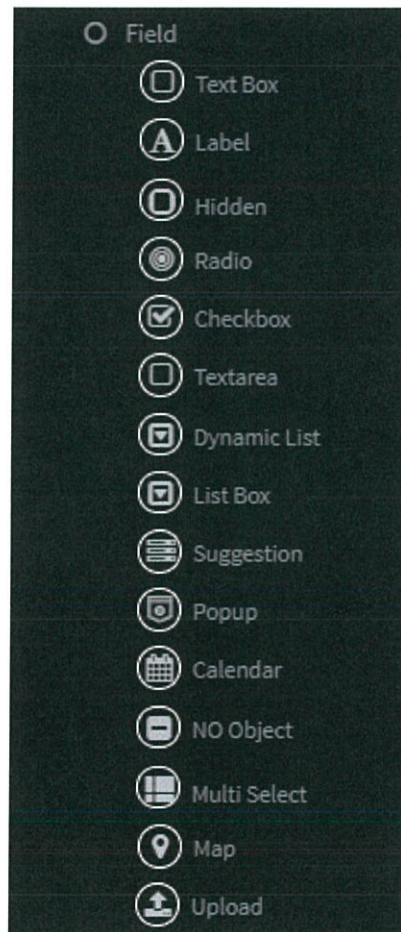 Field
Text Box
Label
Hidden
Radio
Checkbox
Textarea
Dynamic List
List Box
Suggestion
Popup
Calendar
NO Object
Multi Select
Map
Upload